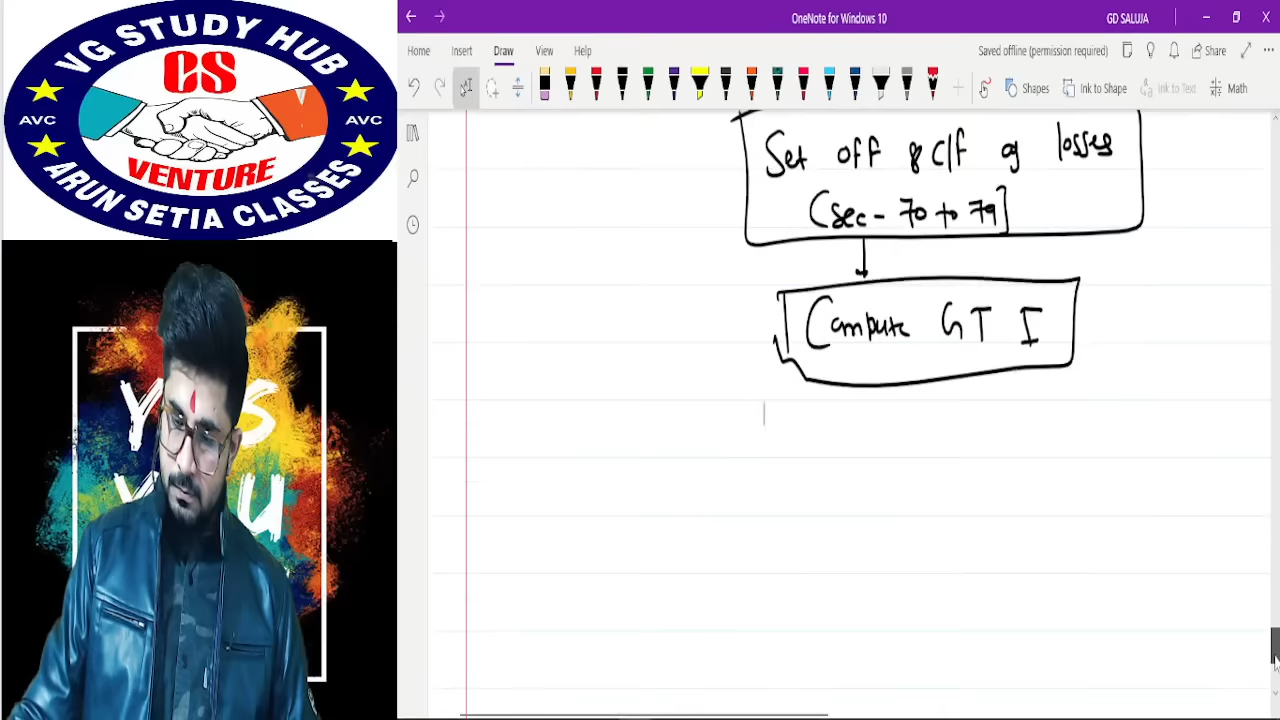 VG STUDY HUB
CS
AVC
AVC
VENTURE
ARUN SETIA CLASSES
OneNote for Windows 10
GD SALUJA
Home Insert Draw View Help
Saved offline (permission required)
Share
Shapes
Ink to Shape
Ink to Text
Math
Set off & C/F of losses
(Sec - 70 to 79]
Compute G T I
Y S
Y u